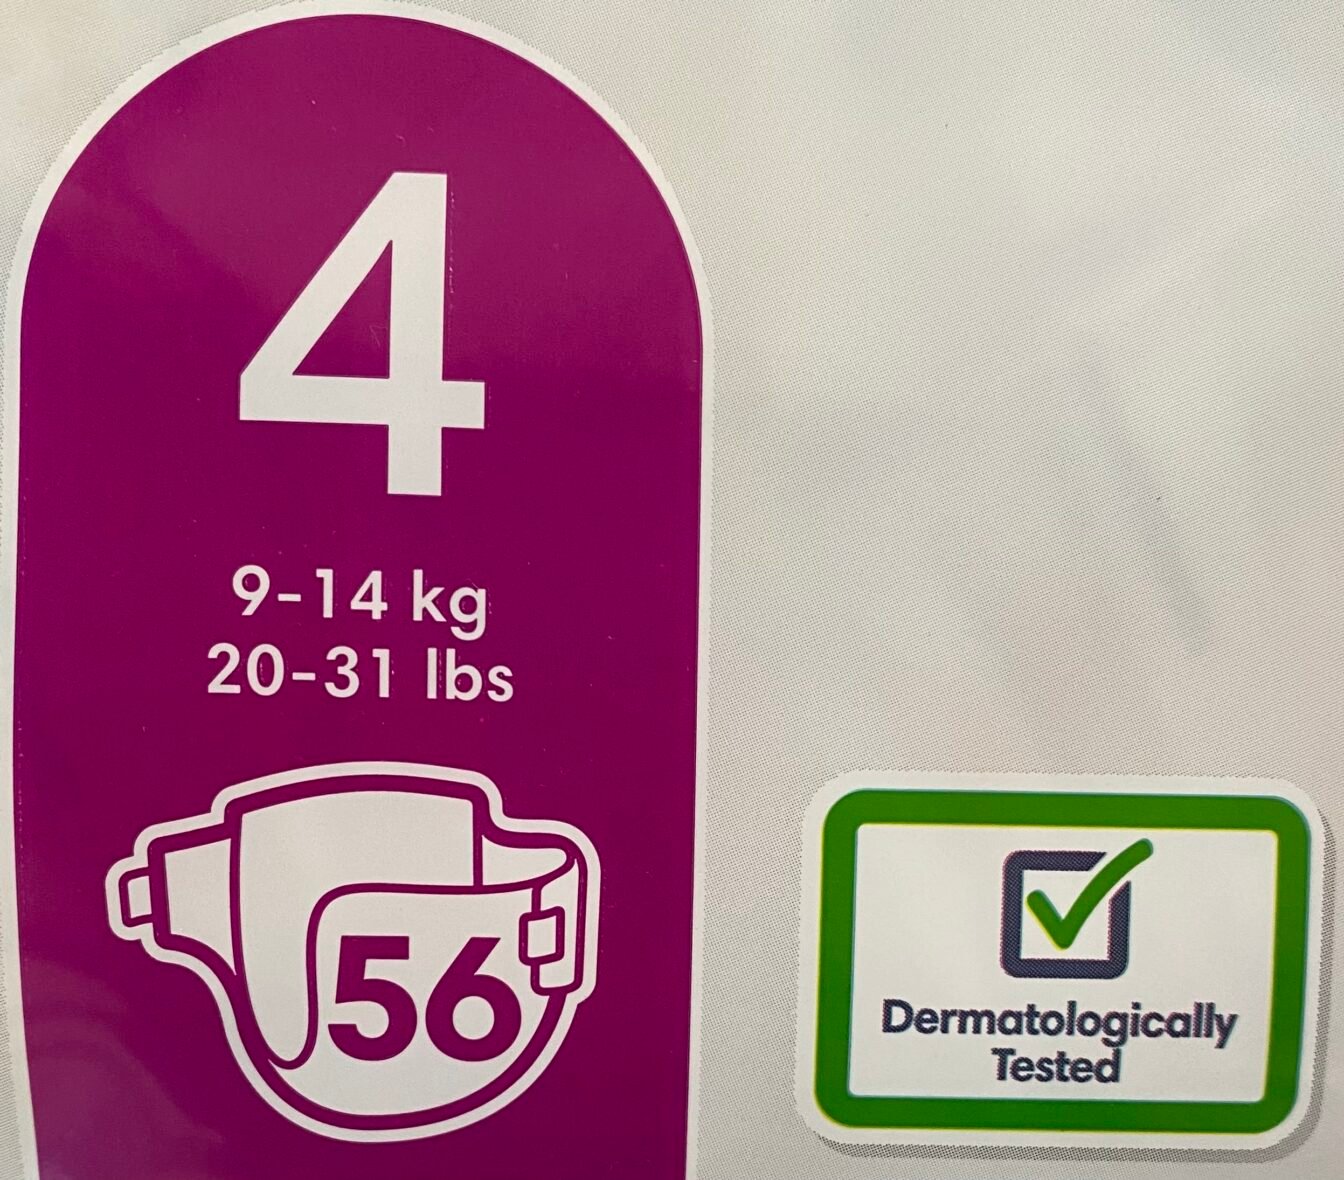 4
9-14 kg
20-31 lbs
56
Dermatologically
Tested